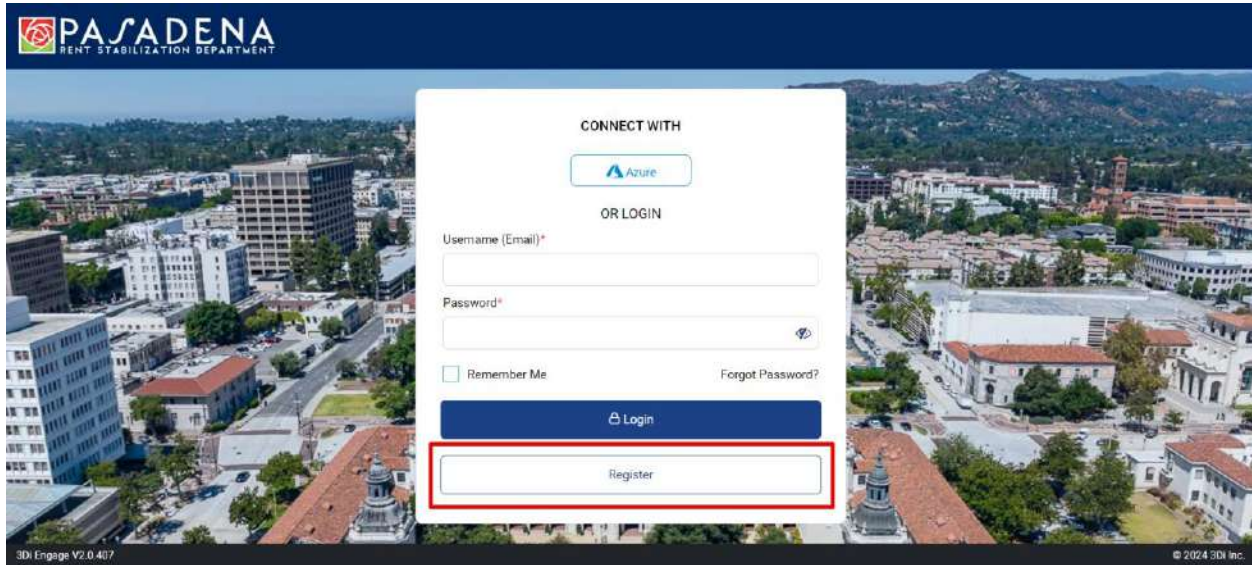 PASADENA
RENT STABILIZATION DEPARTMENT
CONNECT WITH
Azure
OR LOGIN
Username (Email)*
Password*
Remember Me Forgot Password?
Login
Register
3Di Engage V2.0.407 © 2024 3Di Inc.